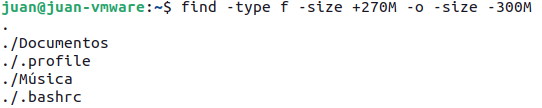 juan@juan-vmware:~$ find -type f -size +270M -o -size -300M
.
./Documentos
./.profile
./Música
./.bashrc